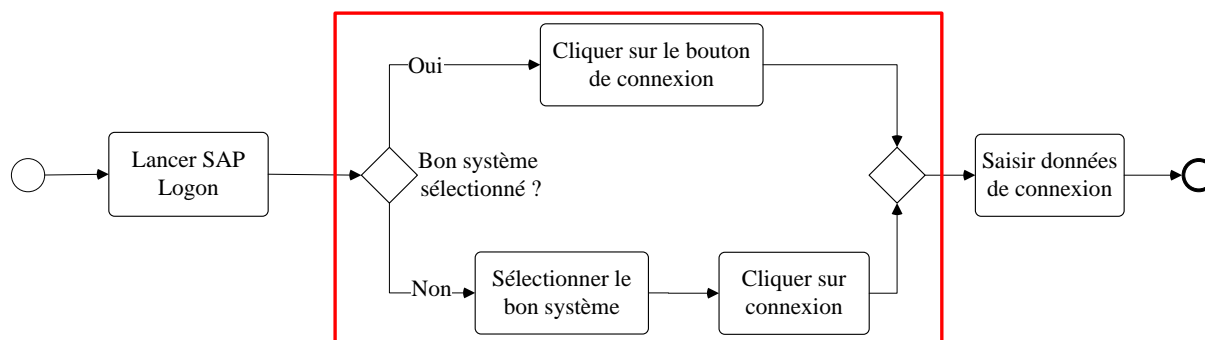 Lancer SAP
Logon
Bon système
sélectionné ?
Oui
Cliquer sur le bouton
de connexion
Non
Sélectionner le
bon système
Cliquer sur
connexion
Saisir données
de connexion